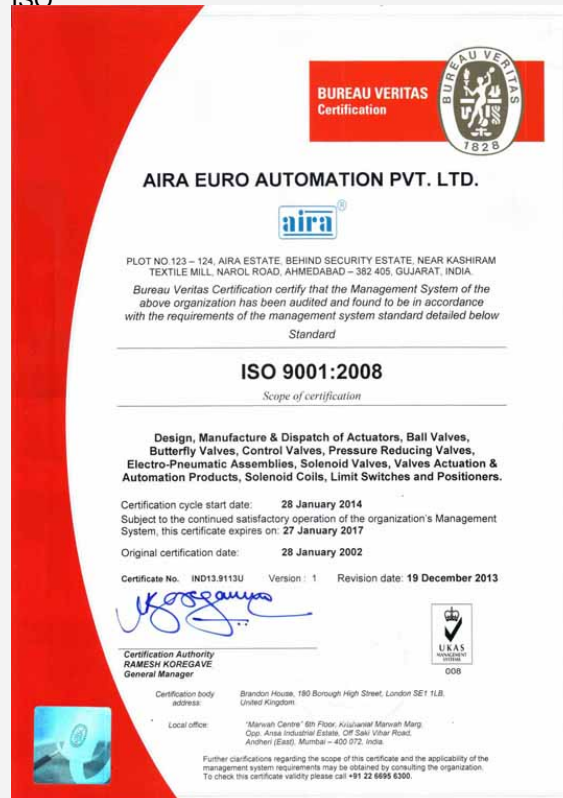 ISO
BUREAU VERITAS
Certification
BUREAU VERITAS
1828
AIRA EURO AUTOMATION PVT. LTD.
aira®
PLOT NO.123 – 124, AIRA ESTATE, BEHIND SECURITY ESTATE, NEAR KASHIRAM
TEXTILE MILL, NAROL ROAD, AHMEDABAD – 382 405, GUJARAT, INDIA.
Bureau Veritas Certification certify that the Management System of the
above organization has been audited and found to be in accordance
with the requirements of the management system standard detailed below
Standard
ISO 9001:2008
Scope of certification
Design, Manufacture & Dispatch of Actuators, Ball Valves,
Butterfly Valves, Control Valves, Pressure Reducing Valves,
Electro-Pneumatic Assemblies, Solenoid Valves, Valves Actuation &
Automation Products, Solenoid Coils, Limit Switches and Positioners.
Certification cycle start date: 28 January 2014
Subject to the continued satisfactory operation of the organization's Management
System, this certificate expires on: 27 January 2017
Original certification date: 28 January 2002
Certificate No. IND13.9113U Version : 1 Revision date: 19 December 2013
Certification Authority
RAMESH KOREGAVE
General Manager
UKAS
MANAGEMENT
SYSTEMS
008
Certification body address: Brandon House, 180 Borough High Street, London SE1 1LB,
United Kingdom
Local office: "Marwah Centre" 6th Floor, Krishanlal Marwah Marg,
Opp. Ansa Industrial Estate, Off Saki Vihar Road,
Andheri (East), Mumbai – 400 072, India.
Further clarifications regarding the scope of this certificate and the applicability of the
management system requirements may be obtained by consulting the organization.
To check this certificate validity please call +91 22 6695 6300.